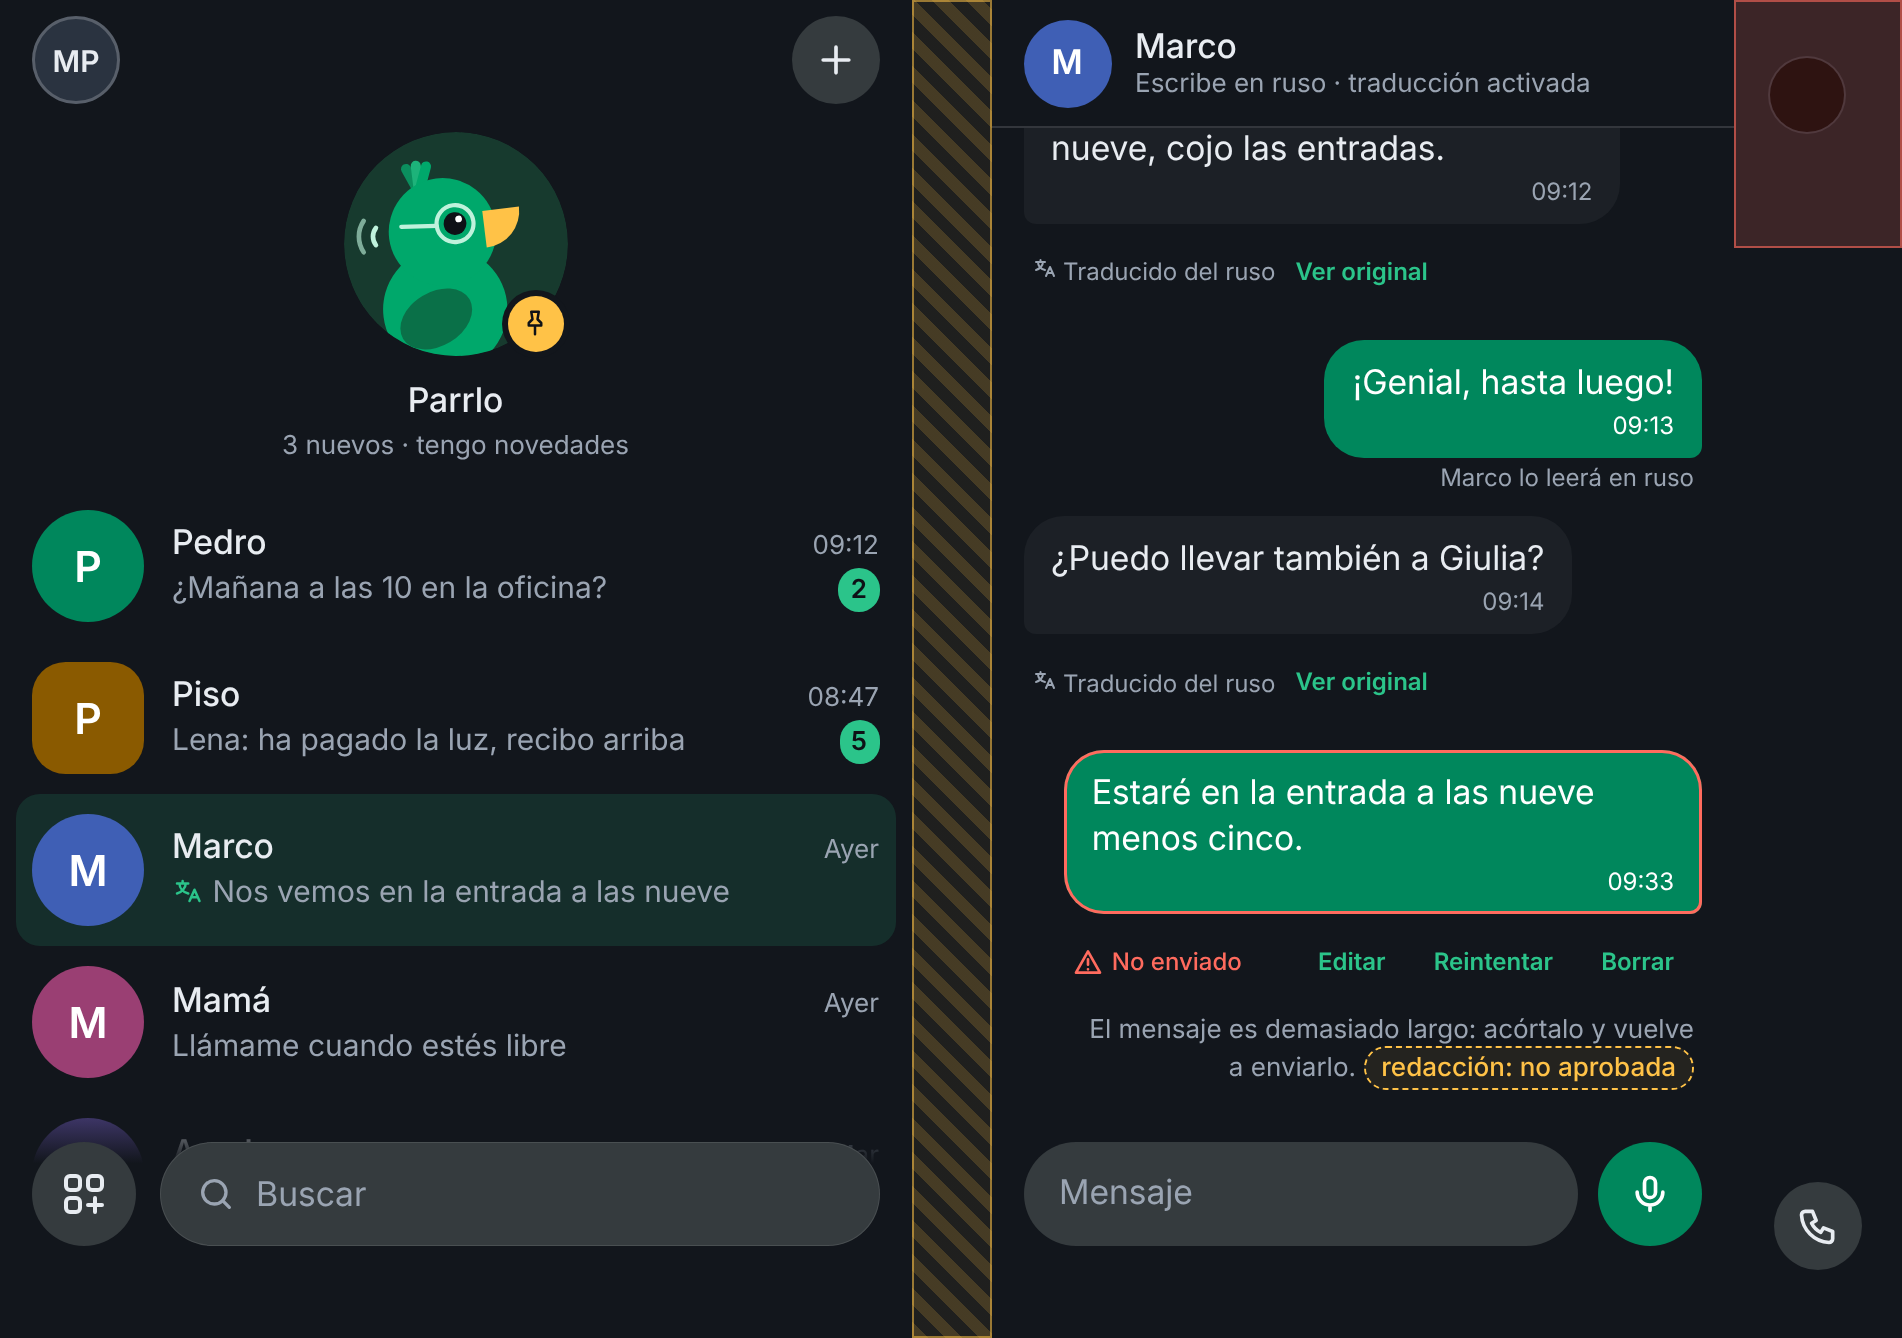 MP
Parrlo
3 nuevos · tengo novedades
P
Pedro
09:12
¿Mañana a las 10 en la oficina?
2
P
Piso
08:47
Lena: ha pagado la luz, recibo arriba
5
M
Marco
Ayer
Nos vemos en la entrada a las nueve
M
Mamá
Ayer
Llámame cuando estés libre
Buscar
M
Marco
Escribe en ruso · traducción activada
nueve, cojo las entradas.
09:12
Traducido del ruso Ver original
¡Genial, hasta luego!
09:13
Marco lo leerá en ruso
¿Puedo llevar también a Giulia?
09:14
Traducido del ruso Ver original
Estaré en la entrada a las nueve
menos cinco.
09:33
No enviado Editar Reintentar Borrar
El mensaje es demasiado largo: acórtalo y vuelve
a enviarlo. redacción: no aprobada
Mensaje